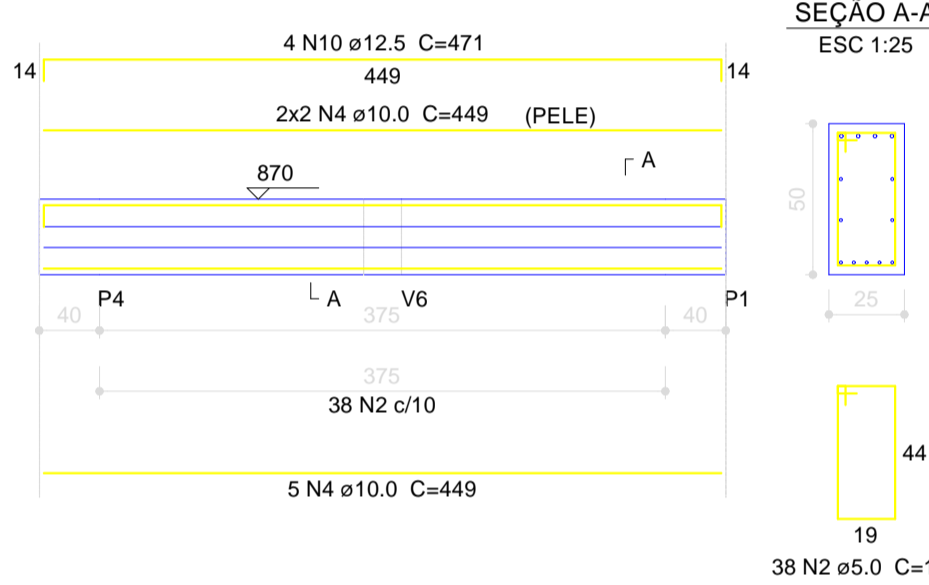 SEÇÃO A-A
ESC 1:25
4 N10 ø12.5 C=471
14
449
14
2x2 N4 ø10.0 C=449 (PELE)
A
870
50
P4
A
V6
P1
25
40
375
40
375
38 N2 c/10
44
5 N4 ø10.0 C=449
19
38 N2 ø5.0